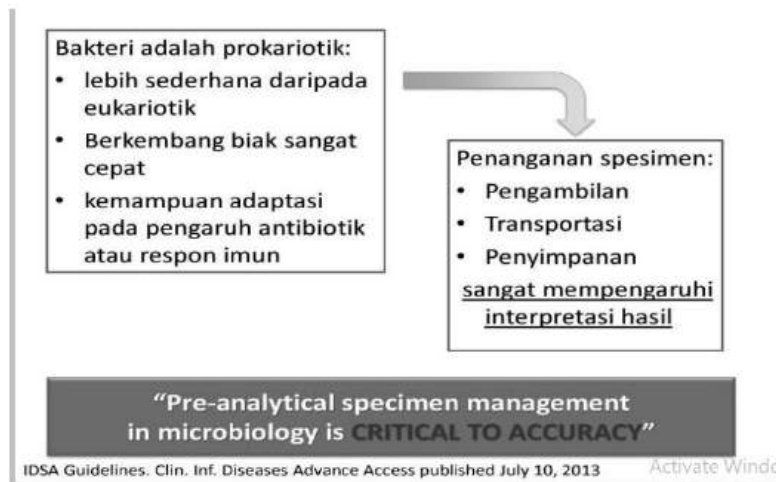 Bakteri adalah prokariotik:
• lebih sederhana daripada
eukariotik
• Berkembang biak sangat
cepat
• kemampuan adaptasi
pada pengaruh antibiotik
atau respon imun
Penanganan spesimen:
• Pengambilan
• Transportasi
• Penyimpanan
sangat mempengaruhi
interpretasi hasil
“Pre-analytical specimen management
in microbiology is CRITICAL TO ACCURACY”
IDSA Guidelines. Clin. Inf. Diseases Advance Access published July 10, 2013
Activate Windo